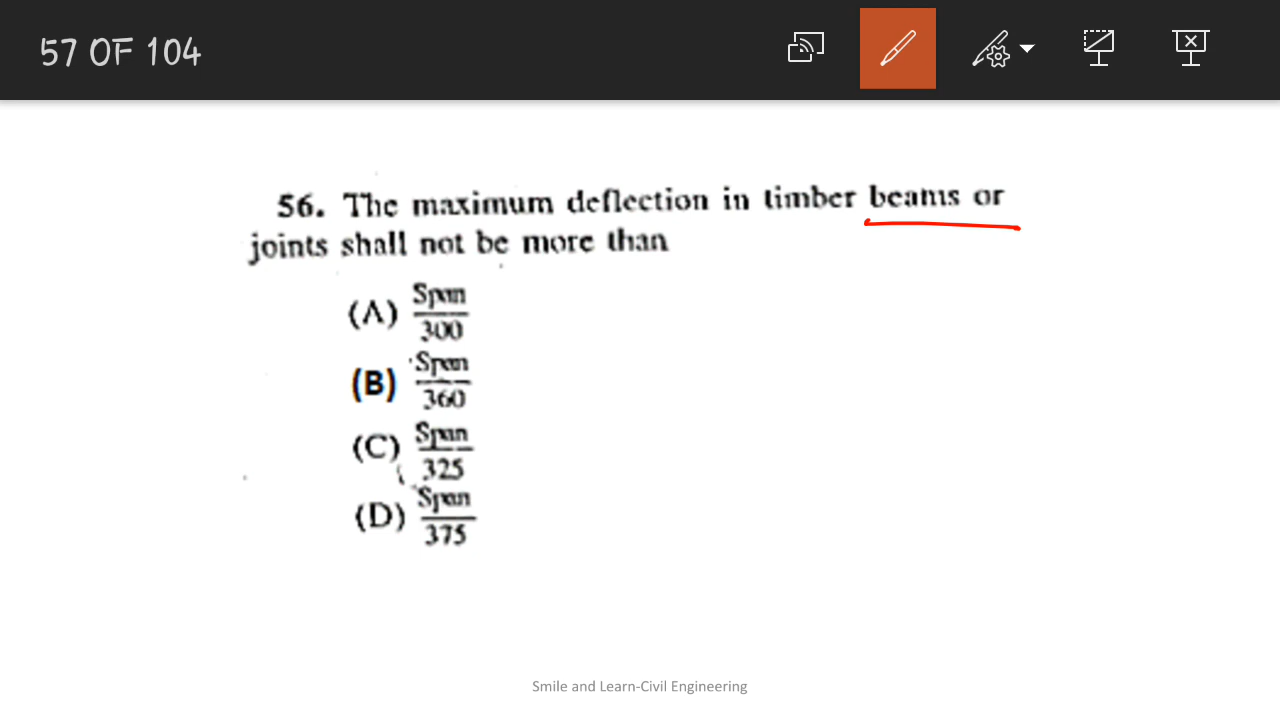 57 OF 104
56. The maximum deflection in timber beams or
joints shall not be more than
(A) Span
300
(B) Span
360
(C) Span
325
(D) Span
375
Smile and Learn-Civil Engineering